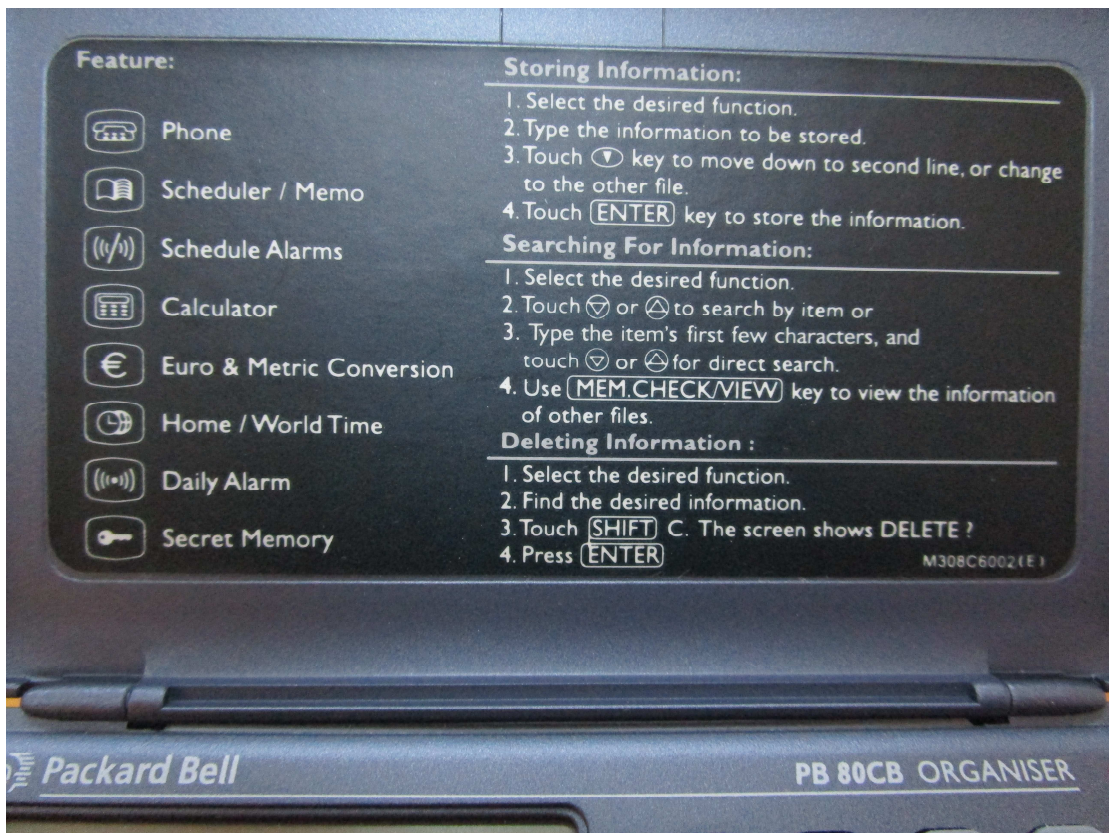 Feature:
Phone
Scheduler / Memo
Schedule Alarms
Calculator
€ Euro & Metric Conversion
Home / World Time
Daily Alarm
Secret Memory
Storing Information:
1. Select the desired function.
2. Type the information to be stored.
3. Touch ▼ key to move down to second line, or change
to the other file.
4. Touch ENTER key to store the information.
Searching For Information:
1. Select the desired function.
2. Touch ▽ or △ to search by item or
3. Type the item's first few characters, and
touch ▽ or △ for direct search.
4. Use MEM.CHECK/VIEW key to view the information
of other files.
Deleting Information :
1. Select the desired function.
2. Find the desired information.
3. Touch SHIFT C. The screen shows DELETE ?
4. Press ENTER
M308C6002(E)
Packard Bell
PB 80CB ORGANISER